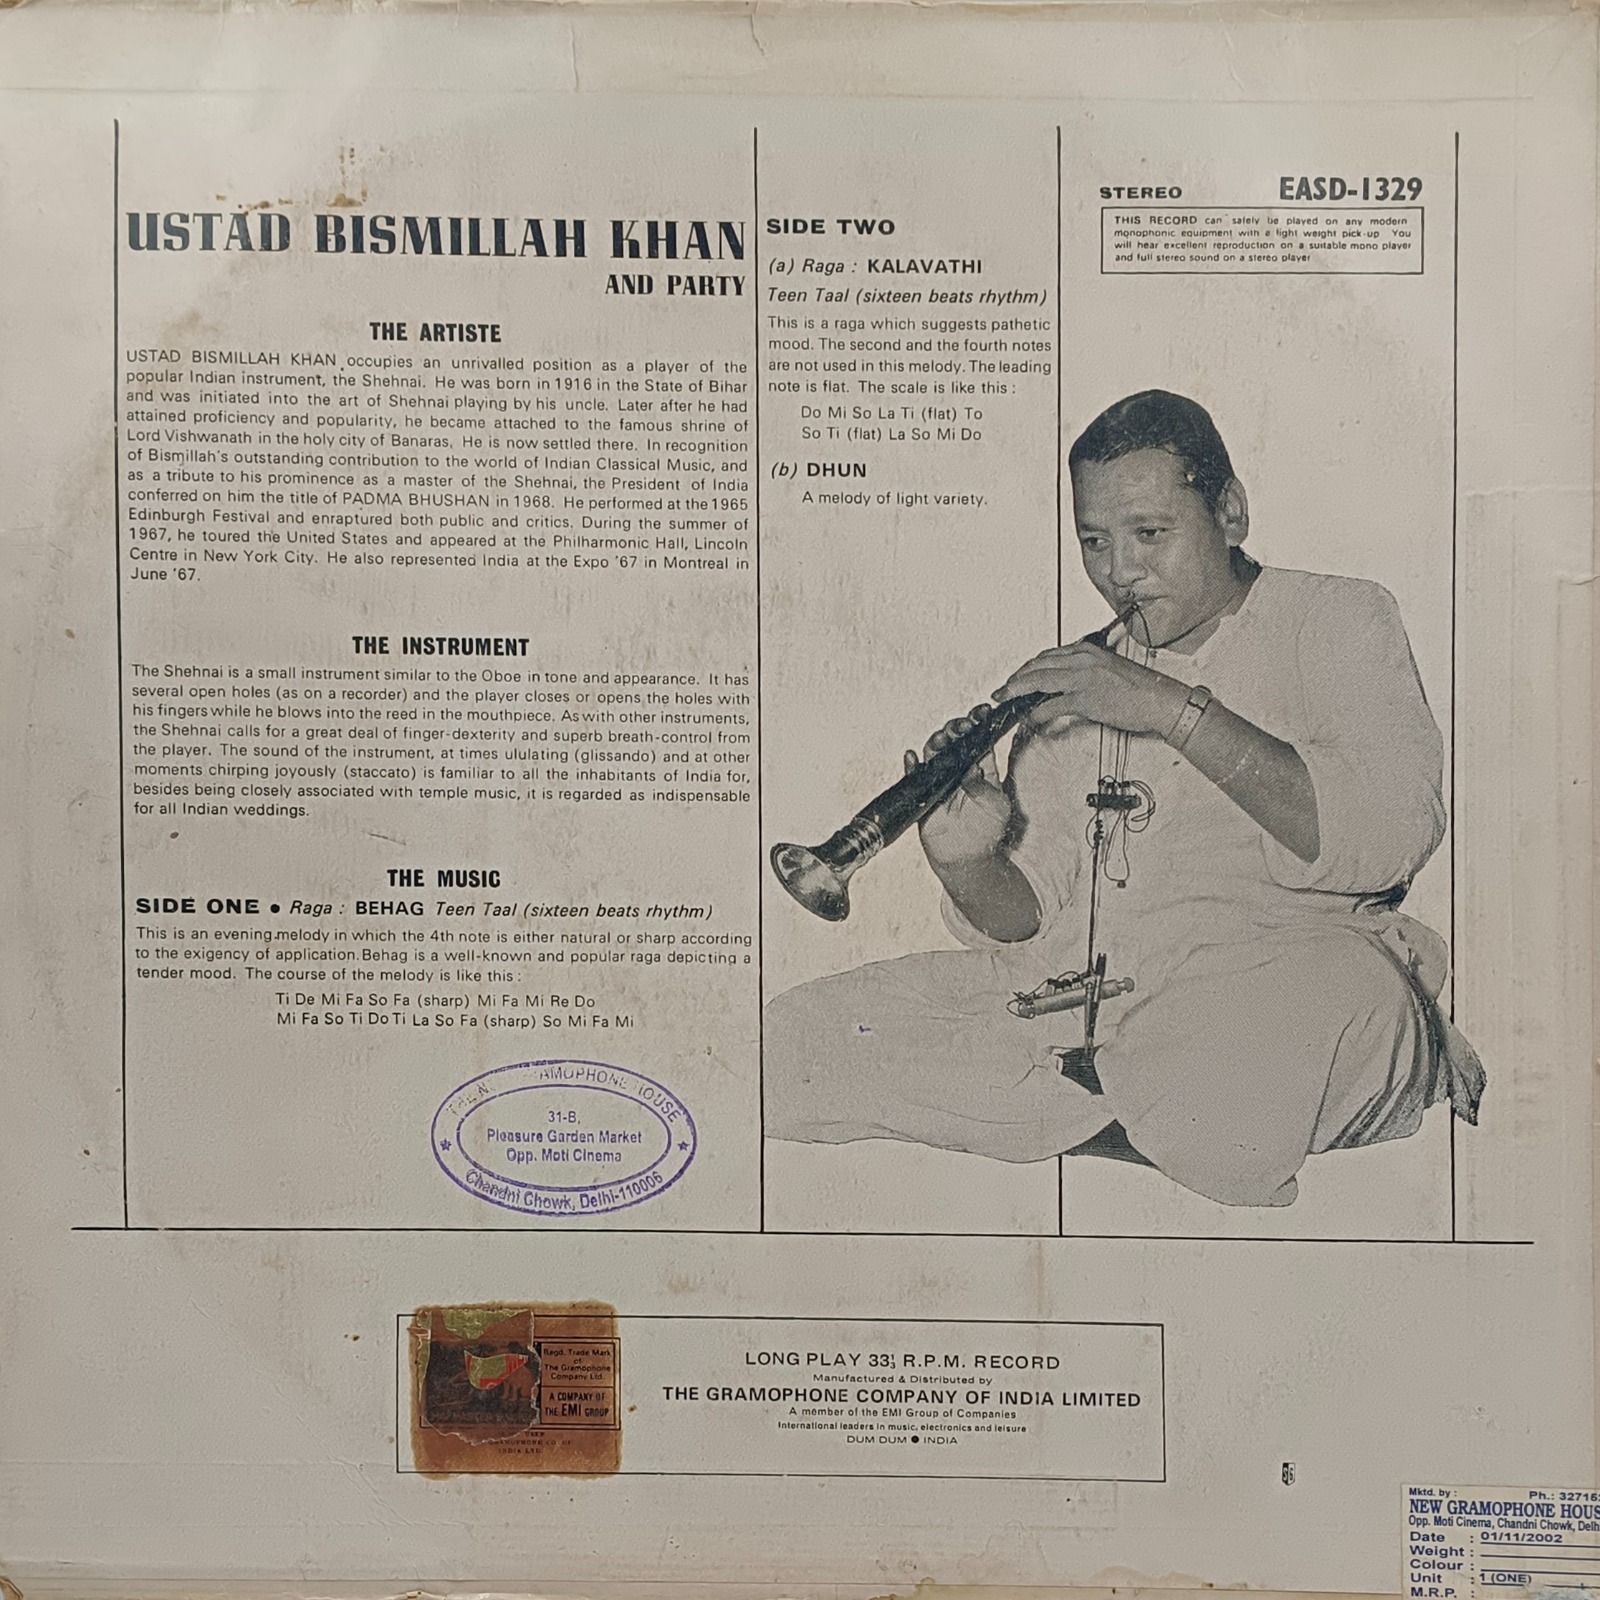 USTAD BISMILLAH KHAN
AND PARTY
THE ARTISTE
USTAD BISMILLAH KHAN occupies an unrivalled position as a player of the
popular Indian instrument, the Shehnai. He was born in 1916 in the State of Bihar
and was initiated into the art of Shehnai playing by his uncle. Later after he had
attained proficiency and popularity, he became attached to the famous shrine of
Lord Vishwanath in the holy city of Banaras. He is now settled there. In recognition
of Bismillah's outstanding contribution to the world of Indian Classical Music, and
as a tribute to his prominence as a master of the Shehnai, the President of India
conferred on him the title of PADMA BHUSHAN in 1968. He performed at the 1965
Edinburgh Festival and enraptured both public and critics. During the summer of
1967, he toured the United States and appeared at the Philharmonic Hall, Lincoln
Centre in New York City. He also represented India at the Expo '67 in Montreal in
June '67.
THE INSTRUMENT
The Shehnai is a small instrument similar to the Oboe in tone and appearance. It has
several open holes (as on a recorder) and the player closes or opens the holes with
his fingers while he blows into the reed in the mouthpiece. As with other instruments,
the Shehnai calls for a great deal of finger-dexterity and superb breath-control from
the player. The sound of the instrument, at times ululating (glissando) and at other
moments chirping joyously (staccato) is familiar to all the inhabitants of India for,
besides being closely associated with temple music, it is regarded as indispensable
for all Indian weddings.
THE MUSIC
SIDE ONE ● Raga : BEHAG Teen Taal (sixteen beats rhythm)
This is an evening melody in which the 4th note is either natural or sharp according
to the exigency of application. Behag is a well-known and popular raga depicting a
tender mood. The course of the melody is like this :
Ti De Mi Fa So Fa (sharp) Mi Fa Mi Re Do
Mi Fa So Ti Do Ti La So Fa (sharp) So Mi Fa Mi
SIDE TWO
(a) Raga : KALAVATHI
Teen Taal (sixteen beats rhythm)
This is a raga which suggests pathetic
mood. The second and the fourth notes
are not used in this melody. The leading
note is flat. The scale is like this :
Do Mi So La Ti (flat) To
So Ti (flat) La So Mi Do
(b) DHUN
A melody of light variety.
STEREO EASD-1329
THIS RECORD can safely be played on any modern
monophonic equipment with a light weight pick-up You
will hear excellent reproduction on a suitable mono player
and full stereo sound on a stereo player
GRAMOPHONE HOUSE
31-B,
Pleasure Garden Market
Opp. Moti Cinema
Chandni Chowk, Delhi-110006
Regd. Trade Mark
of
The Gramophone
Company Ltd.
A COMPANY OF
THE EMI GROUP
INDIA LTD.
LONG PLAY 33⅓ R.P.M. RECORD
Manufactured & Distributed by
THE GRAMOPHONE COMPANY OF INDIA LIMITED
A member of the EMI Group of Companies
International leaders in music, electronics and leisure
DUM DUM ● INDIA
Mktd. by : Ph.: 32716
NEW GRAMOPHONE HOUS
Opp. Moti Cinema, Chandni Chowk, Delh
Date : 01/11/2002
Weight :
Colour :
Unit : 1 (ONE)
M.R.P. :